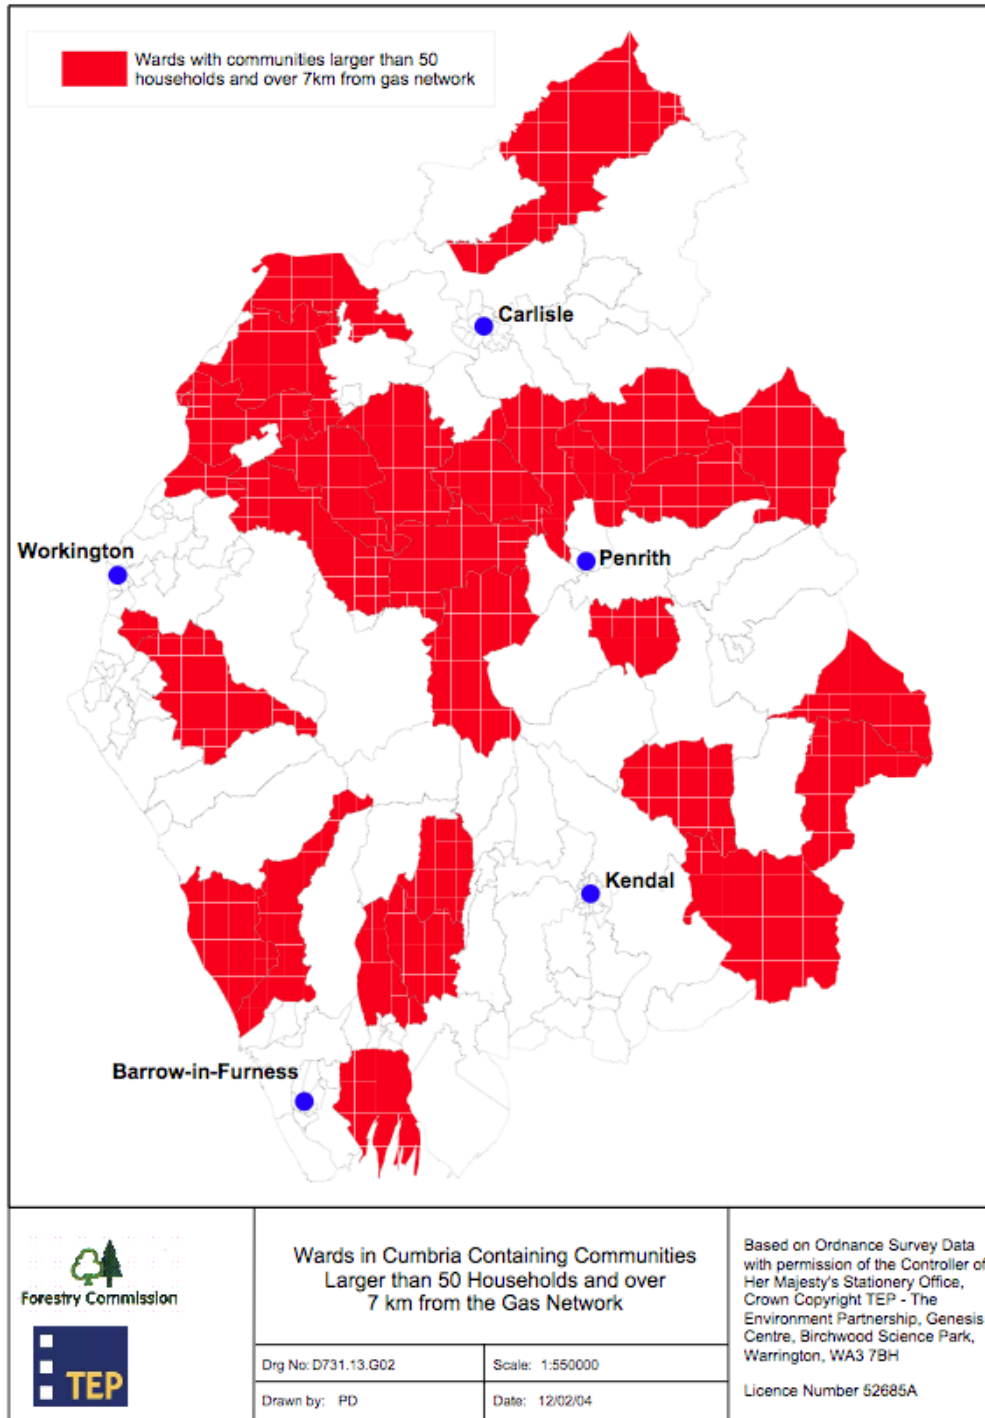 Wards with communities larger than 50
households and over 7km from gas network
Carlisle
Workington
Penrith
Kendal
Barrow-in-Furness
Forestry Commission
TEP
Wards in Cumbria Containing Communities
Larger than 50 Households and over
7 km from the Gas Network
Drg No: D731.13.G02
Scale: 1:550000
Drawn by: PD
Date: 12/02/04
Based on Ordnance Survey Data
with permission of the Controller of
Her Majesty's Stationery Office,
Crown Copyright TEP - The
Environment Partnership, Genesis
Centre, Birchwood Science Park,
Warrington, WA3 7BH
Licence Number 52685A